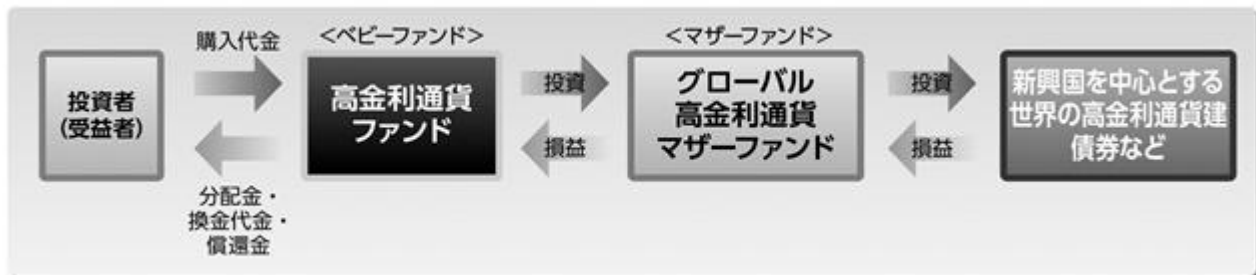 購入代金
<ベビーファンド>
<マザーファンド>
投資者
(受益者)
高金利通貨
ファンド
投資
損益
グローバル
高金利通貨
マザーファンド
投資
損益
新興国を中心とする
世界の高金利通貨建
債券など
分配金・
換金代金・
償還金